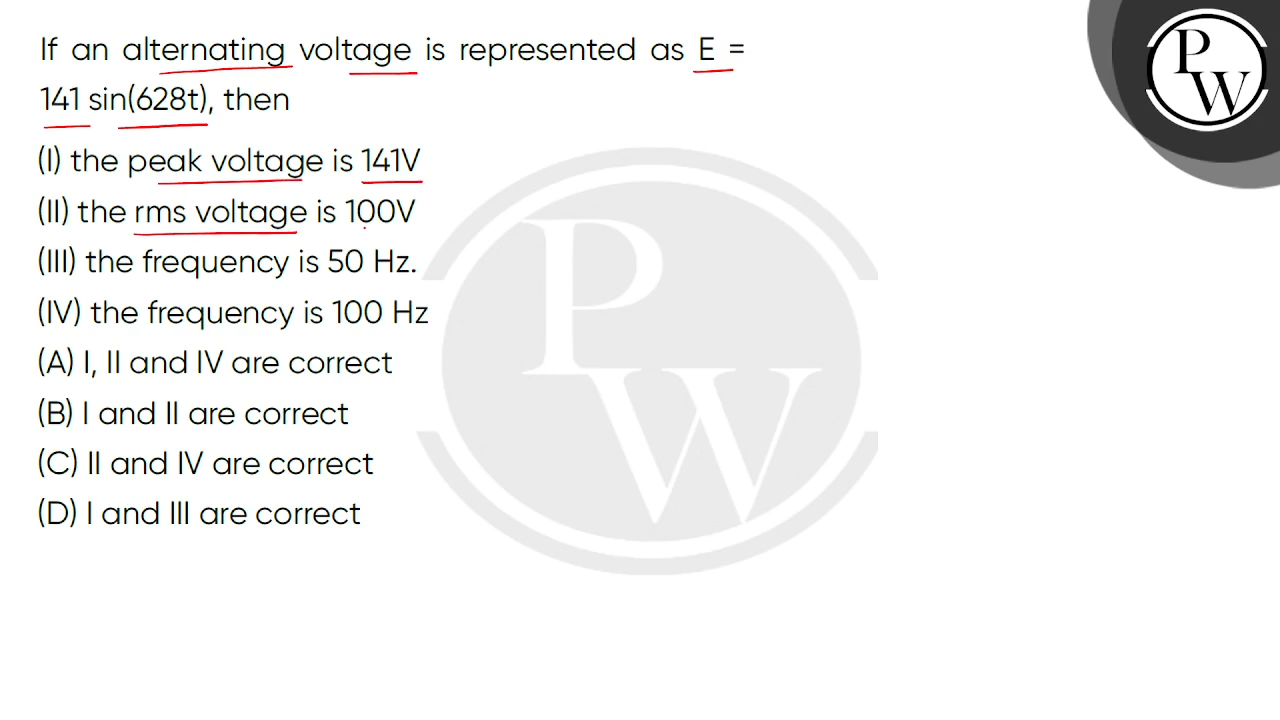 If an alternating voltage is represented as E =
141 sin(628t), then
(I) the peak voltage is 141V
(II) the rms voltage is 100V
(III) the frequency is 50 Hz.
(IV) the frequency is 100 Hz
(A) I, II and IV are correct
(B) I and II are correct
(C) II and IV are correct
(D) I and III are correct
P
W
P
W